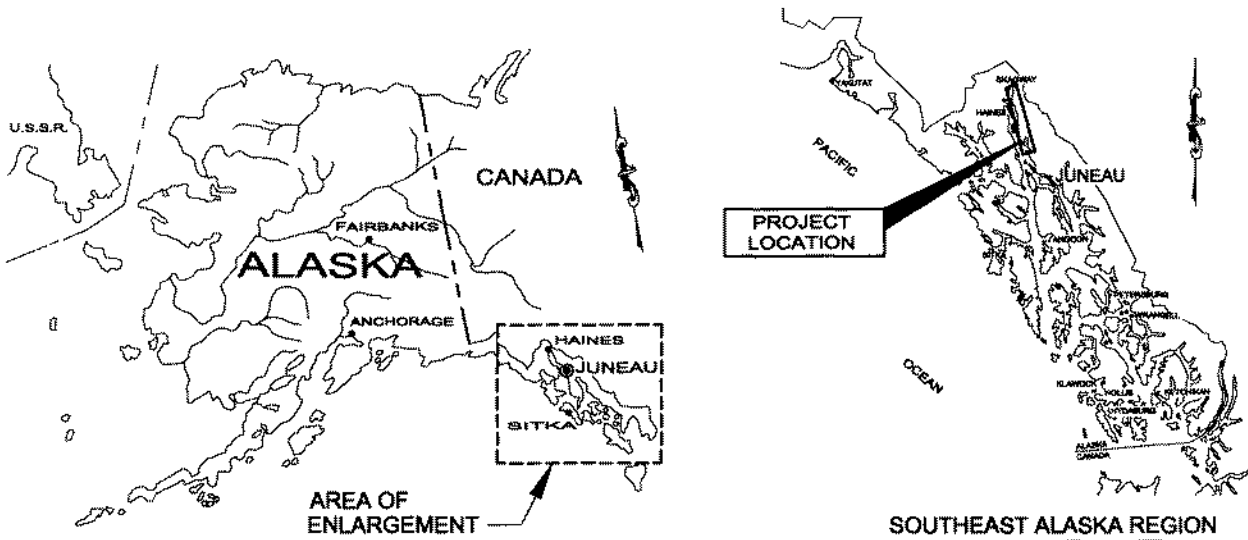 U.S.S.R.
CANADA
FAIRBANKS
ALASKA
ANCHORAGE
HAINES
JUNEAU
SITKA
AREA OF
ENLARGEMENT
SKAGWAY
YAKUTAT
HAINES
PACIFIC
JUNEAU
PROJECT
LOCATION
ANGOON
SITKA
PETERSBURG
WRANGELL
OCEAN
KLAWOCK
HOLLIS
KETCHIKAN
HYDABURG
ALASKA
CANADA
SOUTHEAST ALASKA REGION